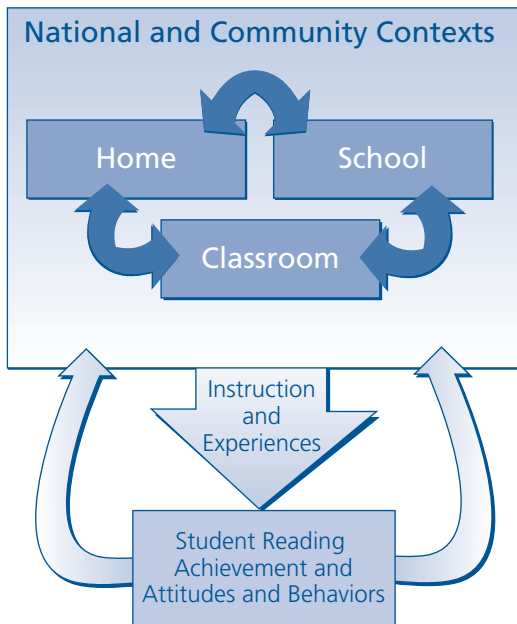 National and Community Contexts
Home
School
Classroom
Instruction
and
Experiences
Student Reading
Achievement and
Attitudes and Behaviors